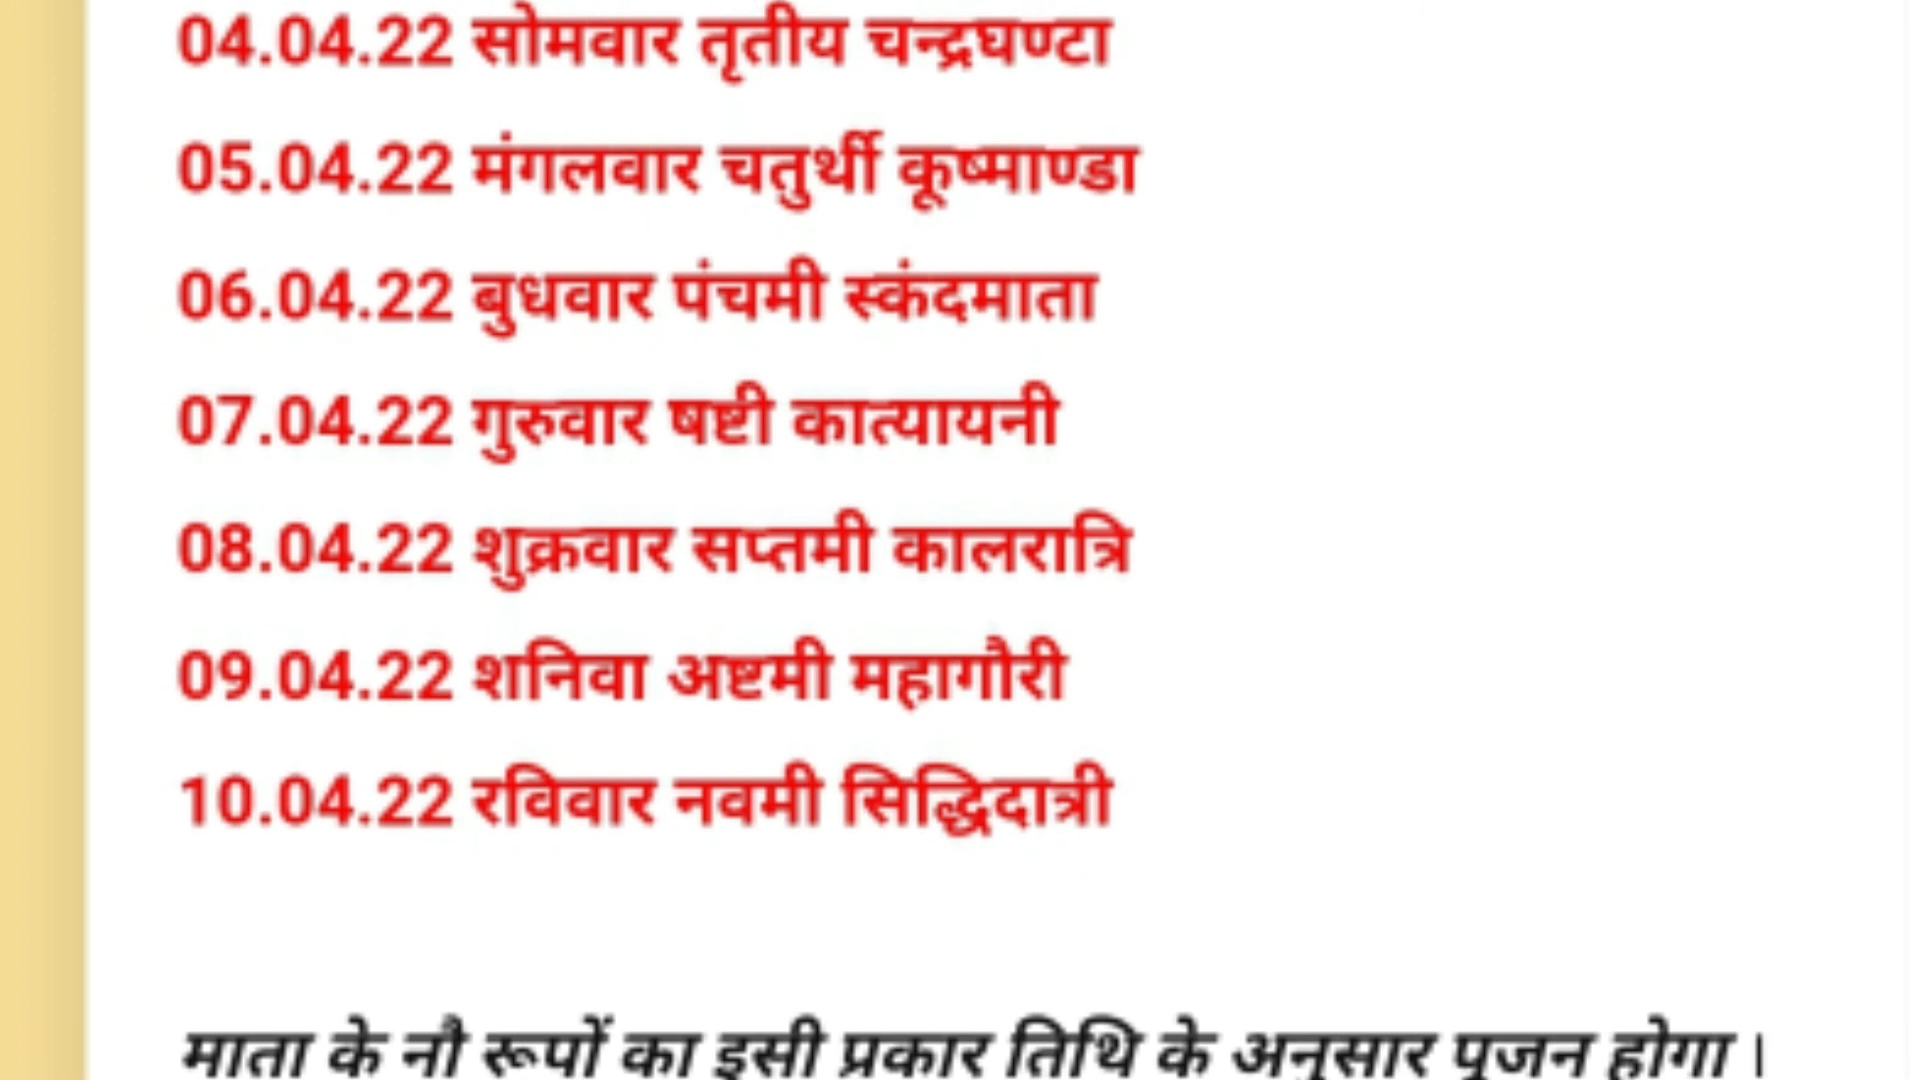 04.04.22 सोमवार तृतीय चन्द्रघण्टा
05.04.22 मंगलवार चतुर्थी कूष्माण्डा
06.04.22 बुधवार पंचमी स्कंदमाता
07.04.22 गुरुवार षष्टी कात्यायनी
08.04.22 शुक्रवार सप्तमी कालरात्रि
09.04.22 शनिवा अष्टमी महागौरी
10.04.22 रविवार नवमी सिद्धिदात्री
माता के नौ रूपों का इसी प्रकार तिथि के अनुसार पूजन होगा।